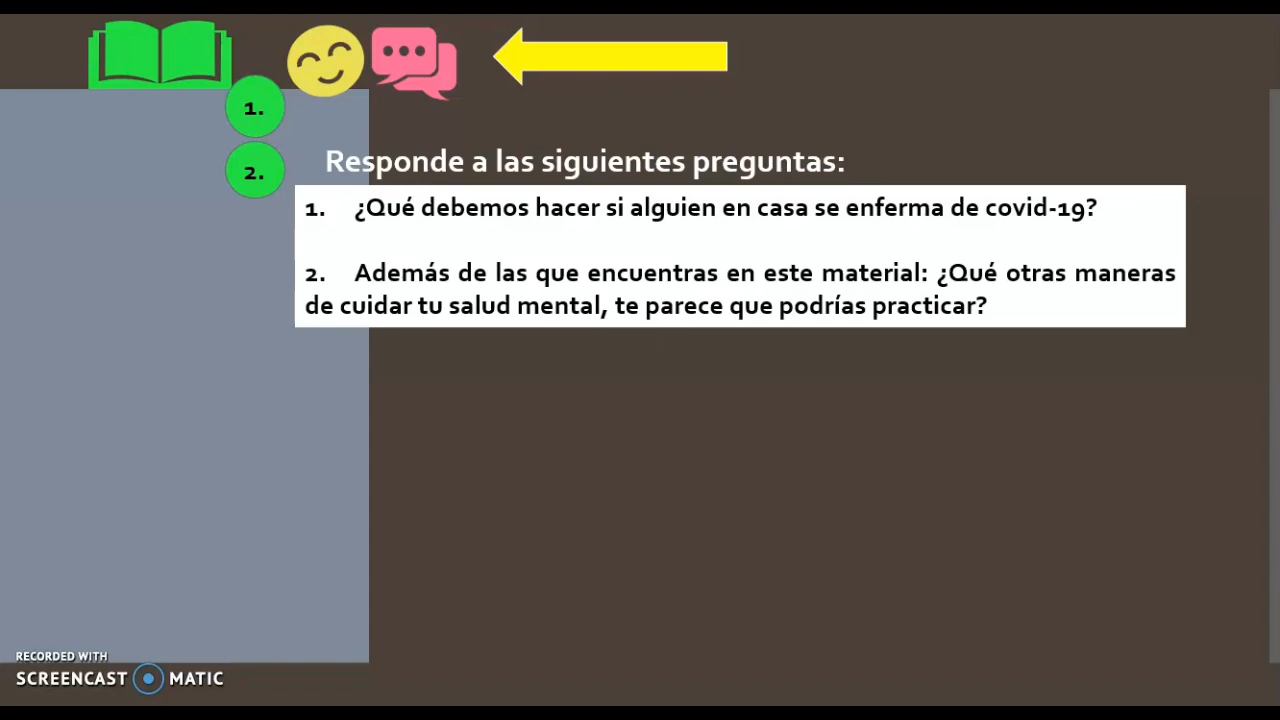 1.
2.
Responde a las siguientes preguntas:
1. ¿Qué debemos hacer si alguien en casa se enferma de covid-19?
2. Además de las que encuentras en este material: ¿Qué otras maneras
de cuidar tu salud mental, te parece que podrías practicar?
RECORDED WITH
SCREENCAST MATIC